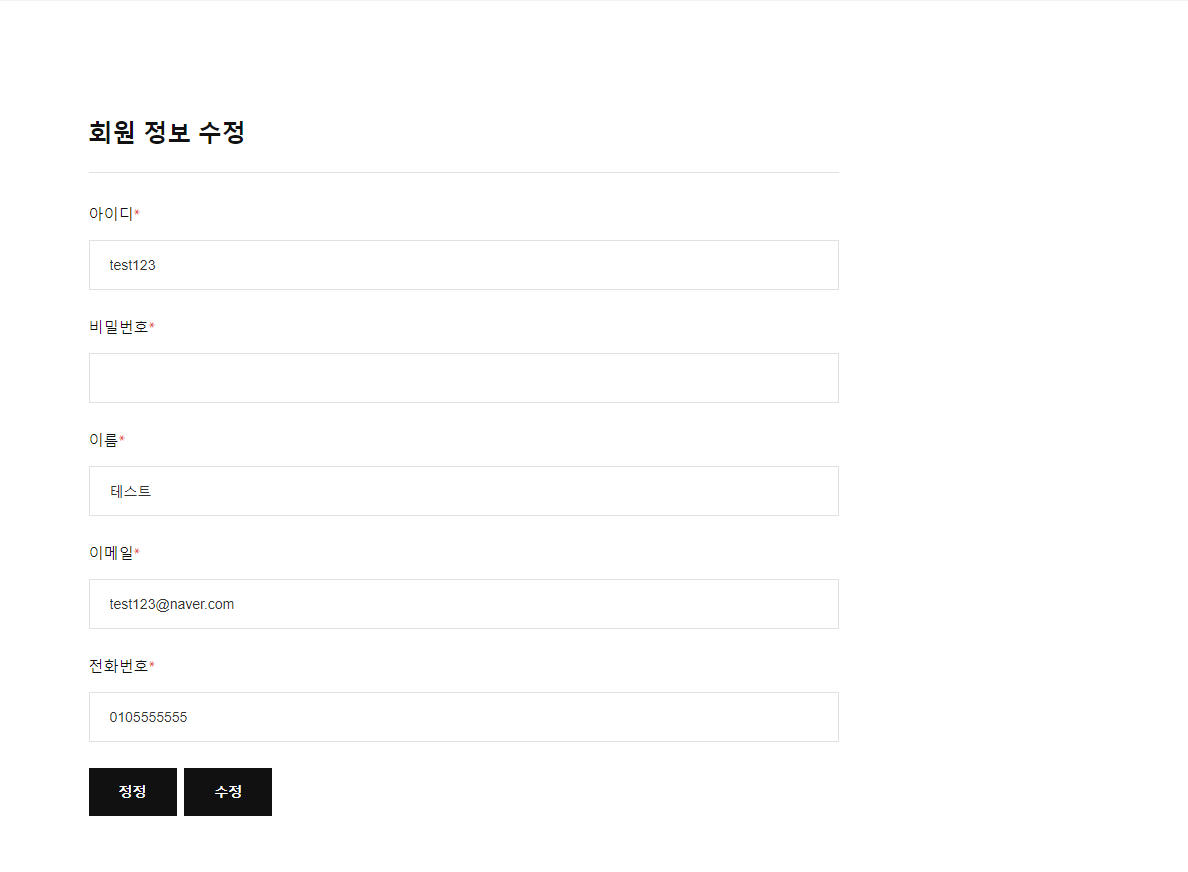 회원 정보 수정
아이디*
test123
비밀번호*
이름*
테스트
이메일*
test123@naver.com
전화번호*
0105555555
정정 수정